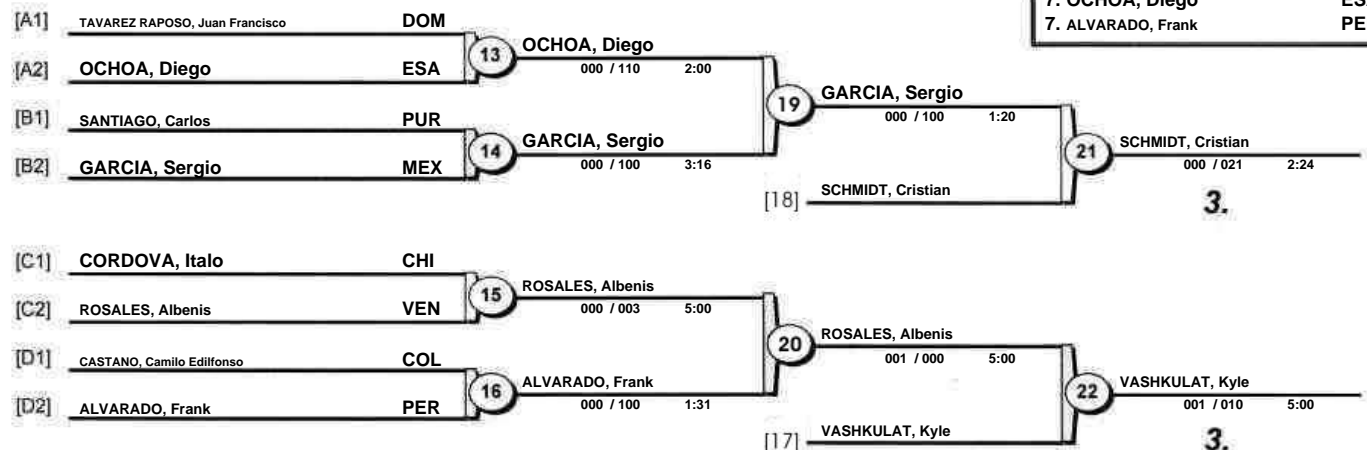 7. OCHOA, Diego
7. ALVARADO, Frank PE
[A1] TAVAREZ RAPOSO, Juan Francisco DOM
13 OCHOA, Diego
000 / 110 2:00
[A2] OCHOA, Diego ESA
19 GARCIA, Sergio
000 / 100 1:20
[B1] SANTIAGO, Carlos PUR
14 GARCIA, Sergio
000 / 100 3:16
[B2] GARCIA, Sergio MEX
21 SCHMIDT, Cristian
000 / 021 2:24
[18] SCHMIDT, Cristian
3.
[C1] CORDOVA, Italo CHI
15 ROSALES, Albenis
000 / 003 5:00
[C2] ROSALES, Albenis VEN
20 ROSALES, Albenis
001 / 000 5:00
[D1] CASTANO, Camilo Edilfonso COL
16 ALVARADO, Frank
000 / 100 1:31
[D2] ALVARADO, Frank PER
22 VASHKULAT, Kyle
001 / 010 5:00
[17] VASHKULAT, Kyle
3.